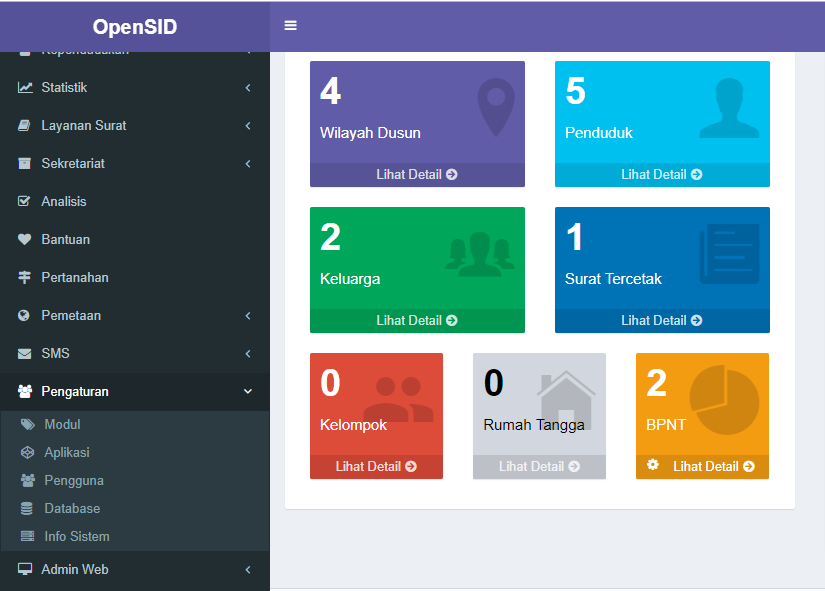 OpenSID
Kependudukan
Statistik
Layanan Surat
Sekretariat
Analisis
Bantuan
Pertanahan
Pemetaan
SMS
Pengaturan
Modul
Aplikasi
Pengguna
Database
Info Sistem
Admin Web
4
Wilayah Dusun
Lihat Detail
5
Penduduk
Lihat Detail
2
Keluarga
Lihat Detail
1
Surat Tercetak
Lihat Detail
0
Kelompok
Lihat Detail
0
Rumah Tangga
Lihat Detail
2
BPNT
Lihat Detail